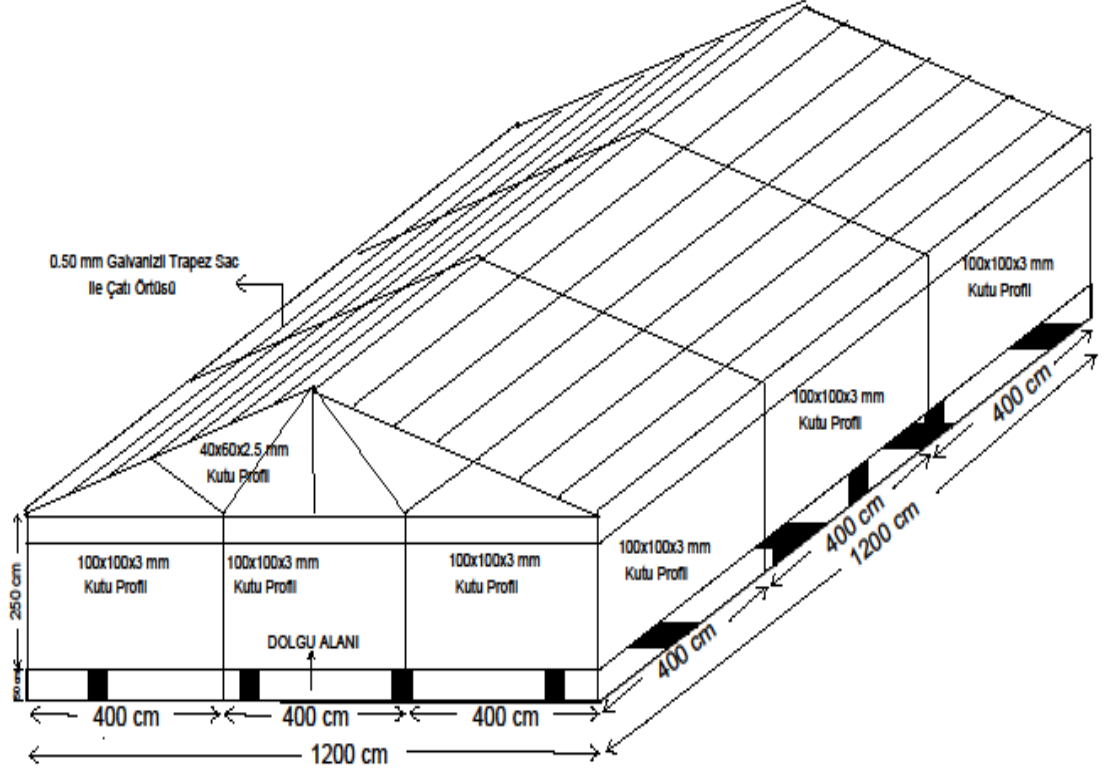 0.50 mm Galvanizli Trapez Sac
ile Çatı Örtüsü
100x100x3 mm
Kutu Profil
100x100x3 mm
Kutu Profil
40x60x2.5 mm
Kutu Profil
100x100x3 mm
Kutu Profil
100x100x3 mm
Kutu Profil
100x100x3 mm
Kutu Profil
100x100x3 mm
Kutu Profil
250 cm
DOLGU ALANI
50 cm
400 cm
400 cm
400 cm
1200 cm
400 cm
400 cm
400 cm
1200 cm